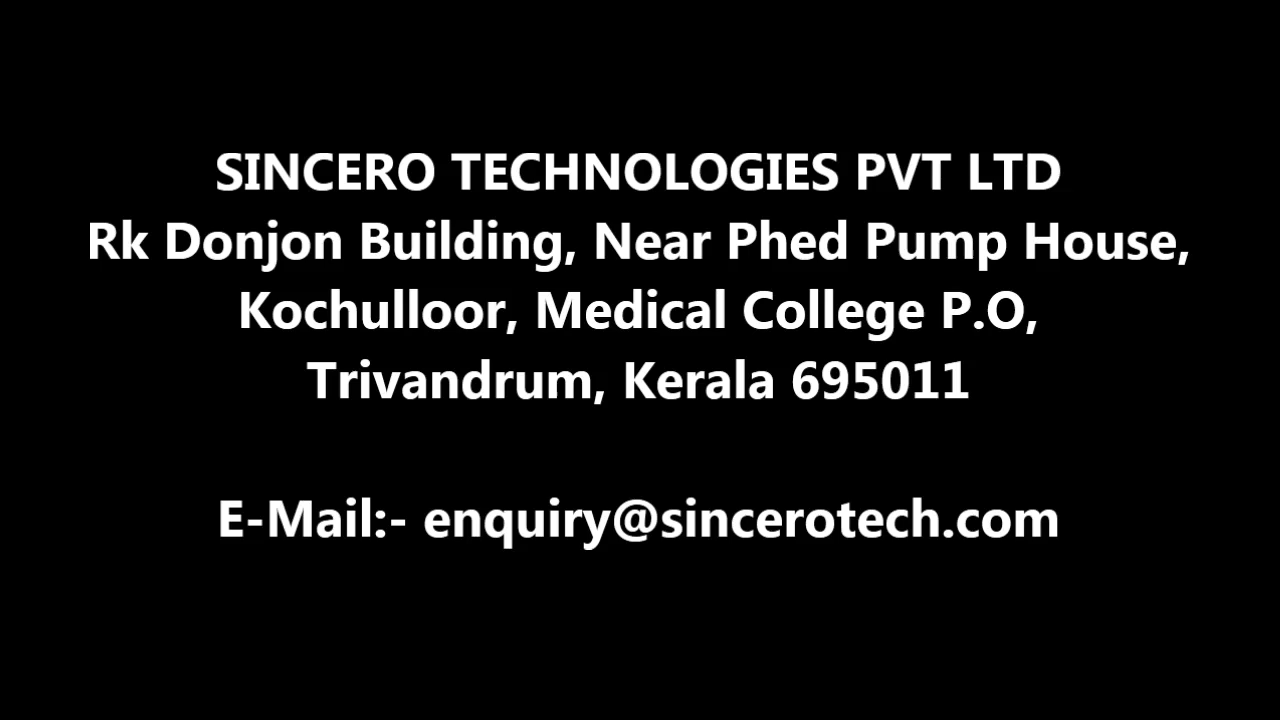 SINCERO TECHNOLOGIES PVT LTD
Rk Donjon Building, Near Phed Pump House,
Kochulloor, Medical College P.O,
Trivandrum, Kerala 695011
E-Mail:- enquiry@sincerotech.com